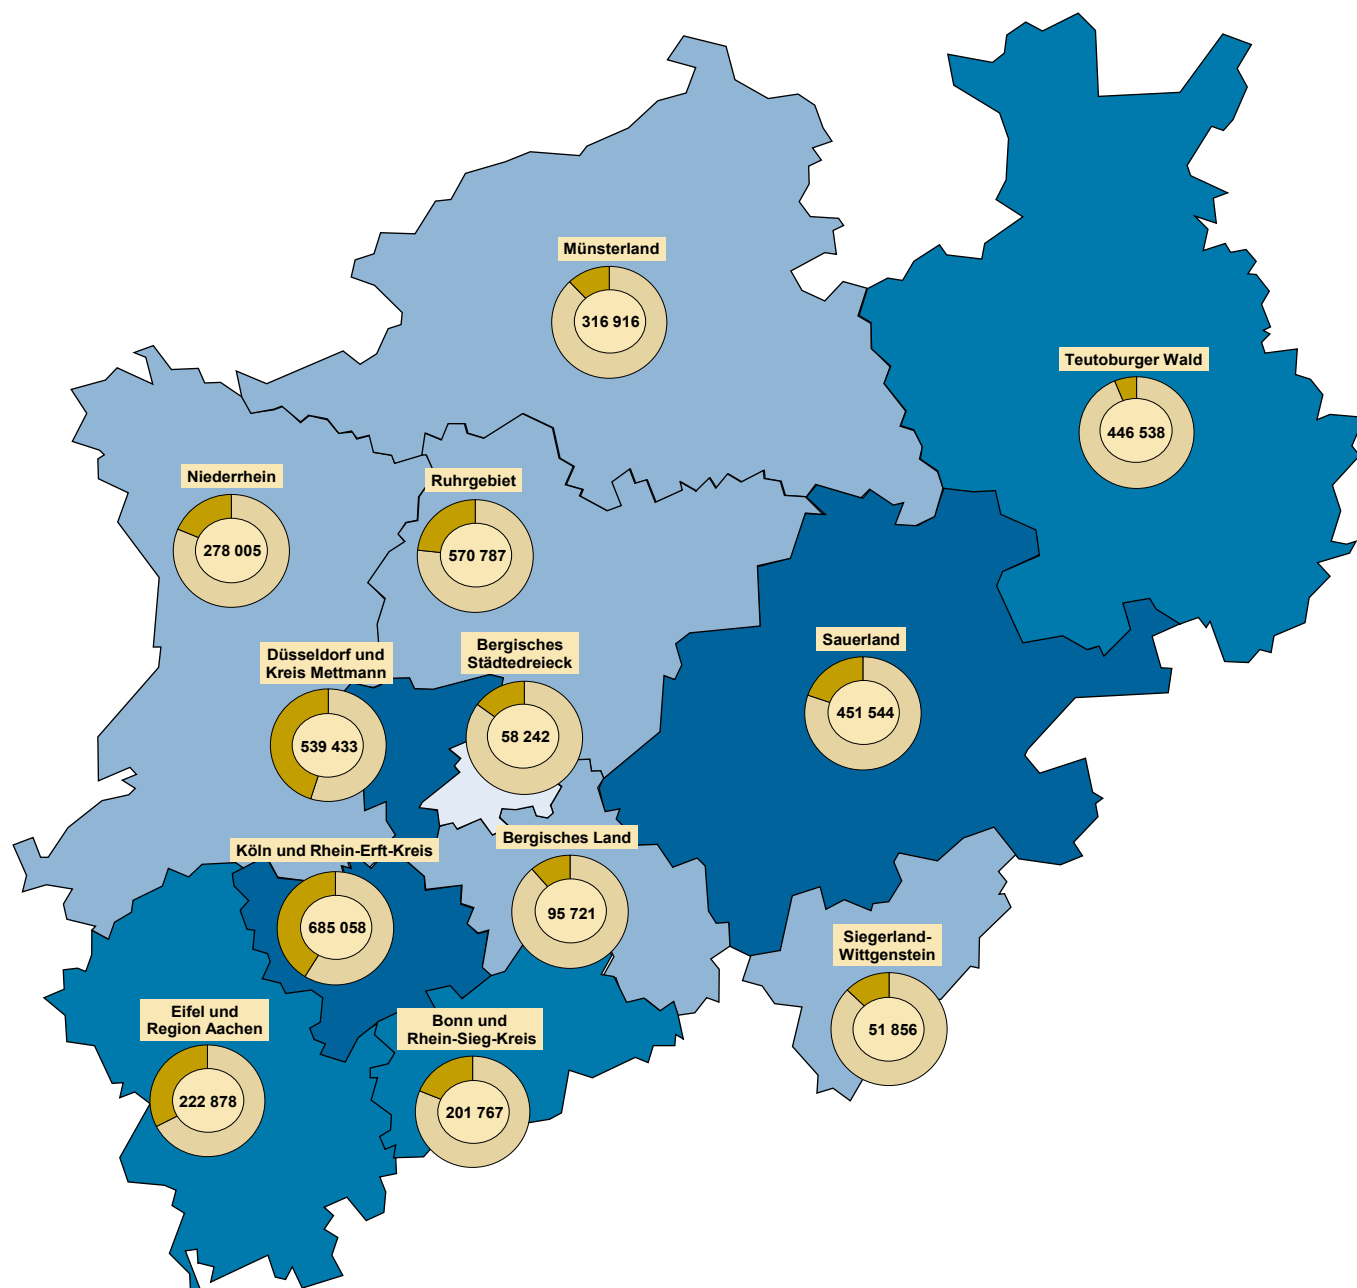 Münsterland
316 916
Teutoburger Wald
446 538
Niederrhein
278 005
Ruhrgebiet
570 787
Düsseldorf und
Kreis Mettmann
539 433
Bergisches
Städtedreieck
58 242
Sauerland
451 544
Köln und Rhein-Erft-Kreis
685 058
Bergisches Land
95 721
Siegerland-
Wittgenstein
51 856
Eifel und
Region Aachen
222 878
Bonn und
Rhein-Sieg-Kreis
201 767